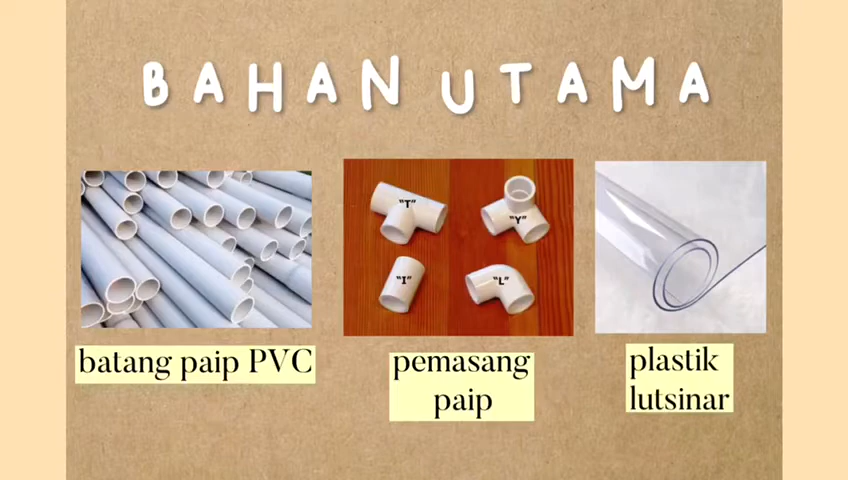 BAHAN UTAMA
"T"
"Y"
"I"
"L"
batang paip PVC
pemasang
paip
plastik
lutsinar